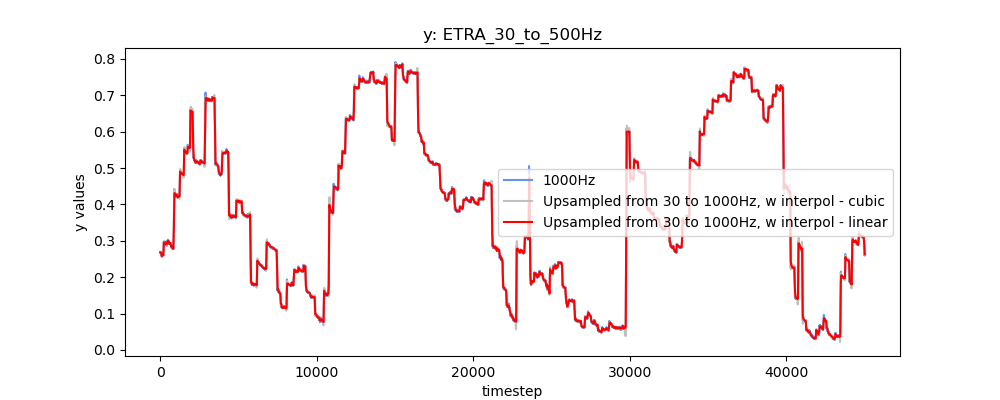 y: ETRA_30_to_500Hz
0.8
0.7
0.6
0.5
0.4
0.3
0.2
0.1
0.0
y values
1000Hz
Upsampled from 30 to 1000Hz, w interpol - cubic
Upsampled from 30 to 1000Hz, w interpol - linear
0 10000 20000 30000 40000
timestep